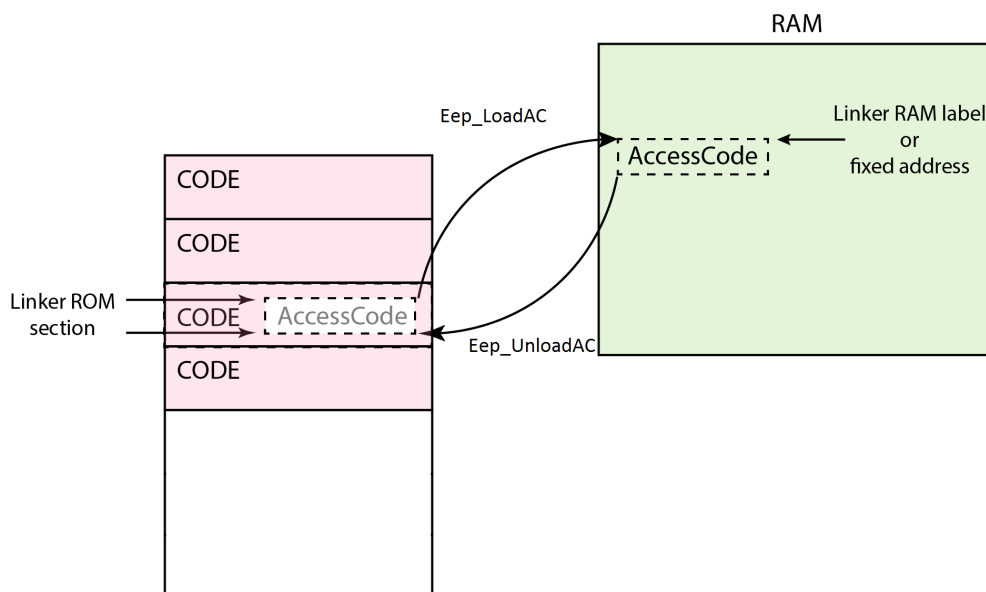 RAM
Eep_LoadAC
Linker RAM label
or
fixed address
AccessCode
CODE
CODE
Linker ROM
section
CODE
AccessCode
Eep_UnloadAC
CODE